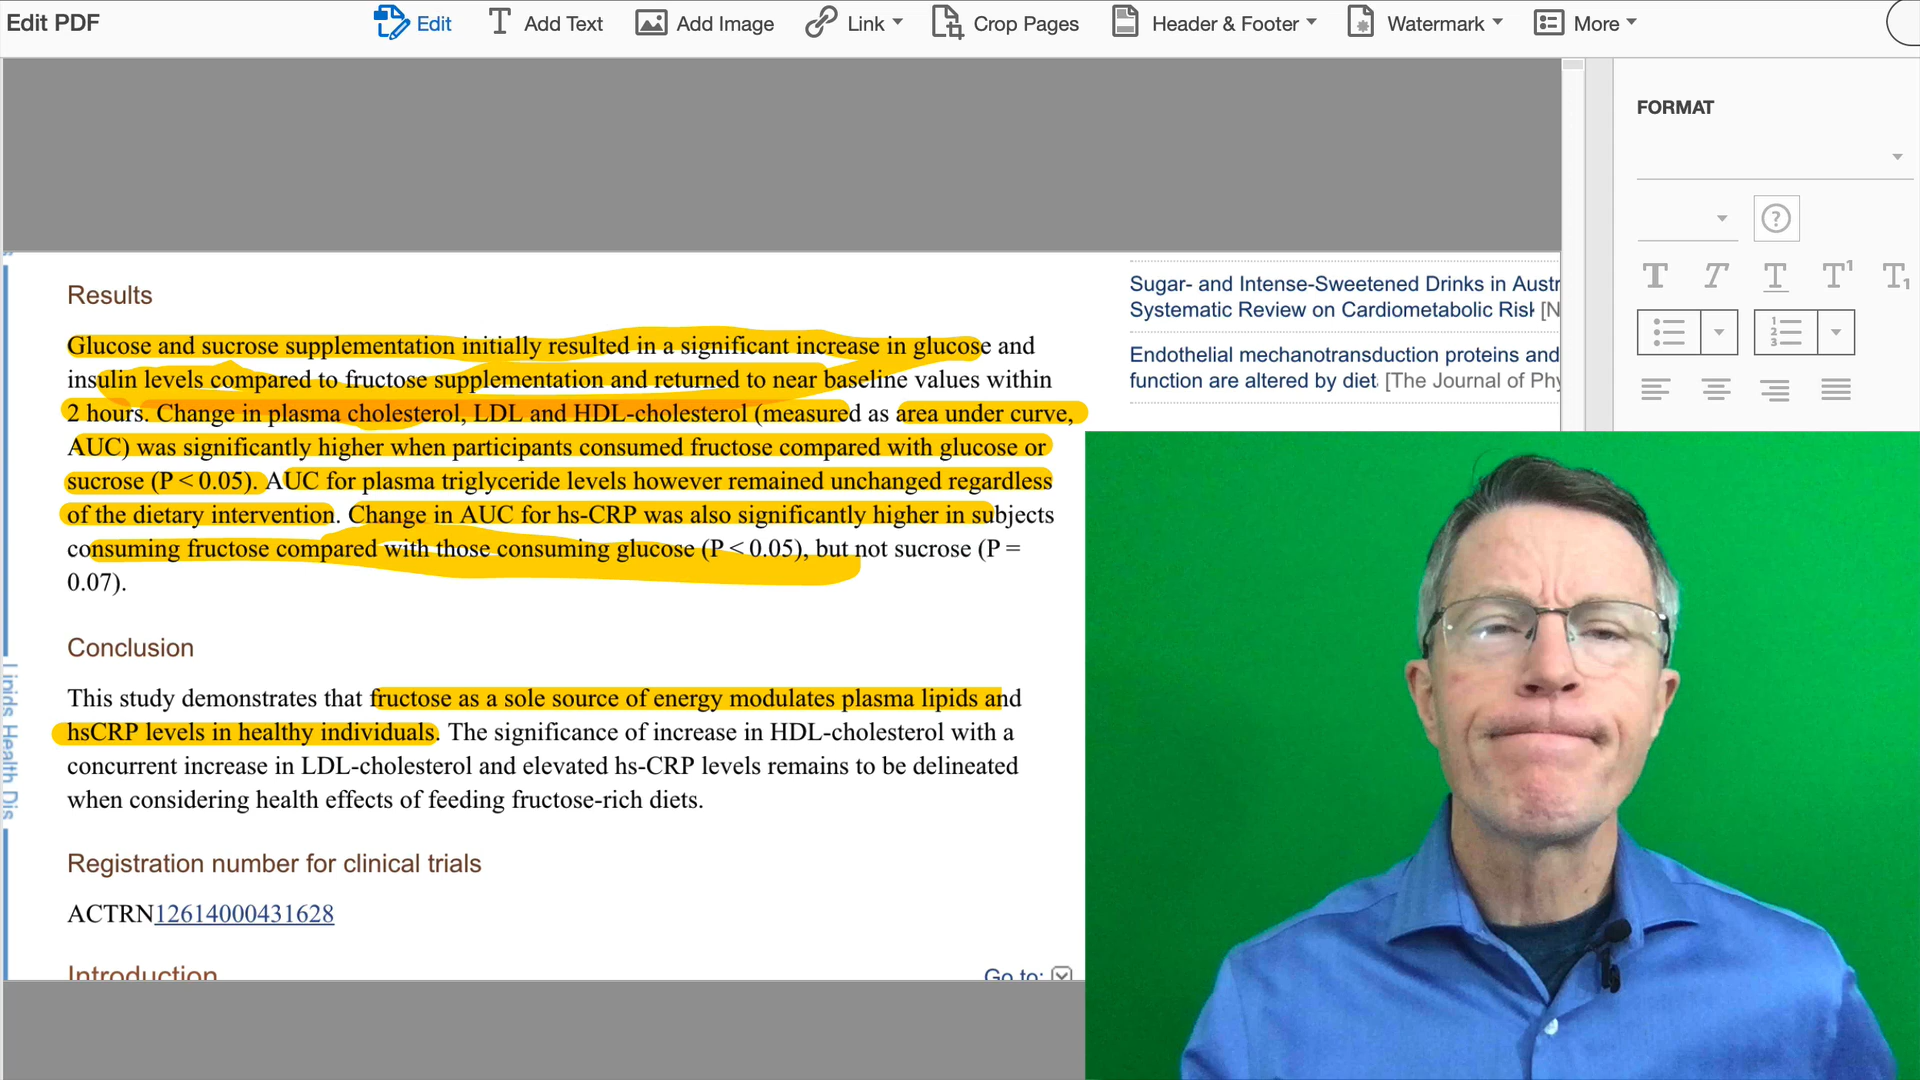 Edit PDF
Edit
Add Text
Add Image
Link
Crop Pages
Header & Footer
Watermark
More
FORMAT
Results
Glucose and sucrose supplementation initially resulted in a significant increase in glucose and
insulin levels compared to fructose supplementation and returned to near baseline values within
2 hours. Change in plasma cholesterol, LDL and HDL-cholesterol (measured as area under curve,
AUC) was significantly higher when participants consumed fructose compared with glucose or
sucrose (P < 0.05). AUC for plasma triglyceride levels however remained unchanged regardless
of the dietary intervention. Change in AUC for hs-CRP was also significantly higher in subjects
consuming fructose compared with those consuming glucose (P < 0.05), but not sucrose (P =
0.07).
Conclusion
This study demonstrates that fructose as a sole source of energy modulates plasma lipids and
hsCRP levels in healthy individuals. The significance of increase in HDL-cholesterol with a
concurrent increase in LDL-cholesterol and elevated hs-CRP levels remains to be delineated
when considering health effects of feeding fructose-rich diets.
Registration number for clinical trials
ACTRN12614000431628
Introduction
Go to:
Lipids Health Dis
Sugar- and Intense-Sweetened Drinks in Austr
Systematic Review on Cardiometabolic Risk [N
Endothelial mechanotransduction proteins and
function are altered by diet [The Journal of Phy